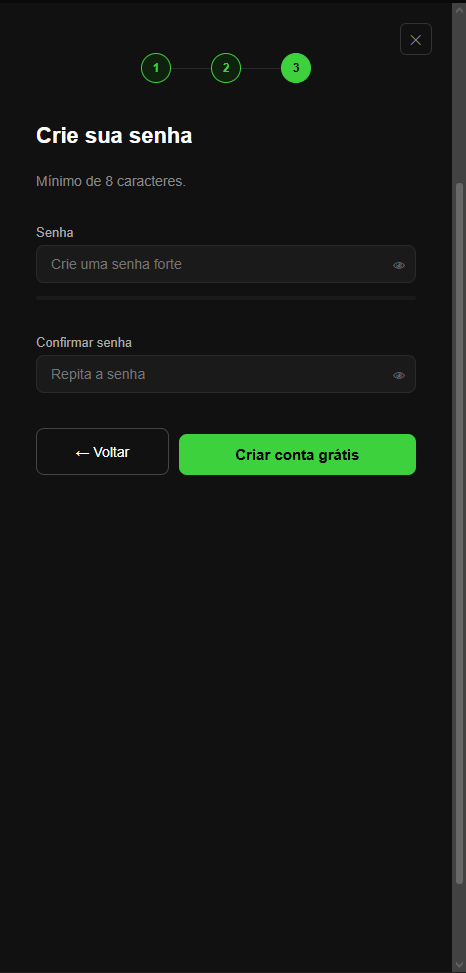 1 2 3
Crie sua senha
Mínimo de 8 caracteres.
Senha
Crie uma senha forte
Confirmar senha
Repita a senha
← Voltar
Criar conta grátis